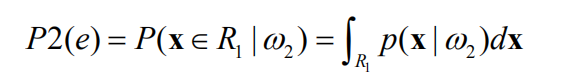 P2(e) = P(x ∈ R₁ | ω₂) = ∫_{R₁} p(x | ω₂)dx